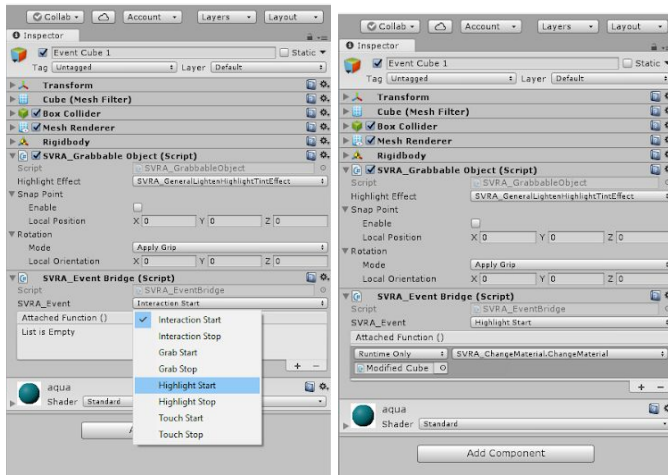 Collab
Account
Layers
Layout
Inspector
Event Cube 1
Static
Tag Untagged Layer Default
Transform
Cube (Mesh Filter)
Box Collider
Mesh Renderer
Rigidbody
SVRA_Grabbable Object (Script)
Script SVRA_GrabbableObject
Highlight Effect SVRA_GeneralLightenHighlightTintEffect
Snap Point
Enable
Local Position X 0 Y 0 Z 0
Rotation
Mode Apply Grip
Local Orientation X 0 Y 0 Z 0
SVRA_Event Bridge (Script)
Script SVRA_EventBridge
SVRA_Event Interaction Start
Attached Function ()
List is Empty
Interaction Start
Interaction Stop
Grab Start
Grab Stop
Highlight Start
Highlight Stop
Touch Start
Touch Stop
+ -
aqua
Shader Standard
A
Collab
Account
Layers
Layout
Inspector
Event Cube 1
Static
Tag Untagged Layer Default
Transform
Cube (Mesh Filter)
Box Collider
Mesh Renderer
Rigidbody
SVRA_Grabbable Object (Script)
Script SVRA_GrabbableObject
Highlight Effect SVRA_GeneralLightenHighlightTintEffect
Snap Point
Enable
Local Position X 0 Y 0 Z 0
Rotation
Mode Apply Grip
Local Orientation X 0 Y 0 Z 0
SVRA_Event Bridge (Script)
Script SVRA_EventBridge
SVRA_Event Highlight Start
Attached Function ()
Runtime Only SVRA_ChangeMaterial.ChangeMaterial
Modified Cube
+ -
aqua
Shader Standard
Add Component